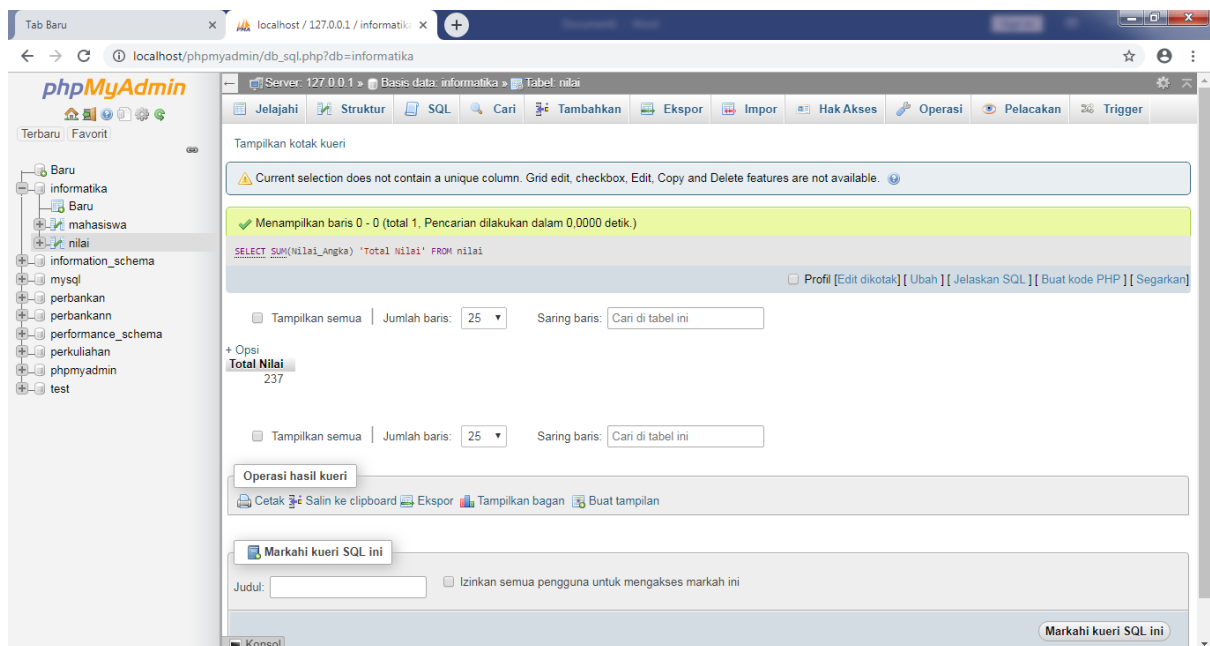 Tab Baru
localhost / 127.0.0.1 / informatik
localhost/phpmyadmin/db_sql.php?db=informatika
phpMyAdmin
Terbaru Favorit
Baru
informatika
Baru
mahasiswa
nilai
information_schema
mysql
perbankan
perbankann
performance_schema
perkuliahan
phpmyadmin
test
Server: 127.0.0.1 » Basis data: informatika » Tabel: nilai
Jelajahi Struktur SQL Cari Tambahkan Ekspor Impor Hak Akses Operasi Pelacakan Trigger
Tampilkan kotak kueri
Current selection does not contain a unique column. Grid edit, checkbox, Edit, Copy and Delete features are not available.
Menampilkan baris 0 - 0 (total 1, Pencarian dilakukan dalam 0,0000 detik.)
SELECT SUM(Nilai_Angka) 'Total Nilai' FROM nilai
Profil [Edit dikotak] [ Ubah ] [ Jelaskan SQL ] [ Buat kode PHP ] [ Segarkan]
Tampilkan semua | Jumlah baris: 25 Saring baris: Cari di tabel ini
+ Opsi
Total Nilai
237
Tampilkan semua | Jumlah baris: 25 Saring baris: Cari di tabel ini
Operasi hasil kueri
Cetak Salin ke clipboard Ekspor Tampilkan bagan Buat tampilan
Markahi kueri SQL ini
Judul: Izinkan semua pengguna untuk mengakses markah ini
Markahi kueri SQL ini
Konsol